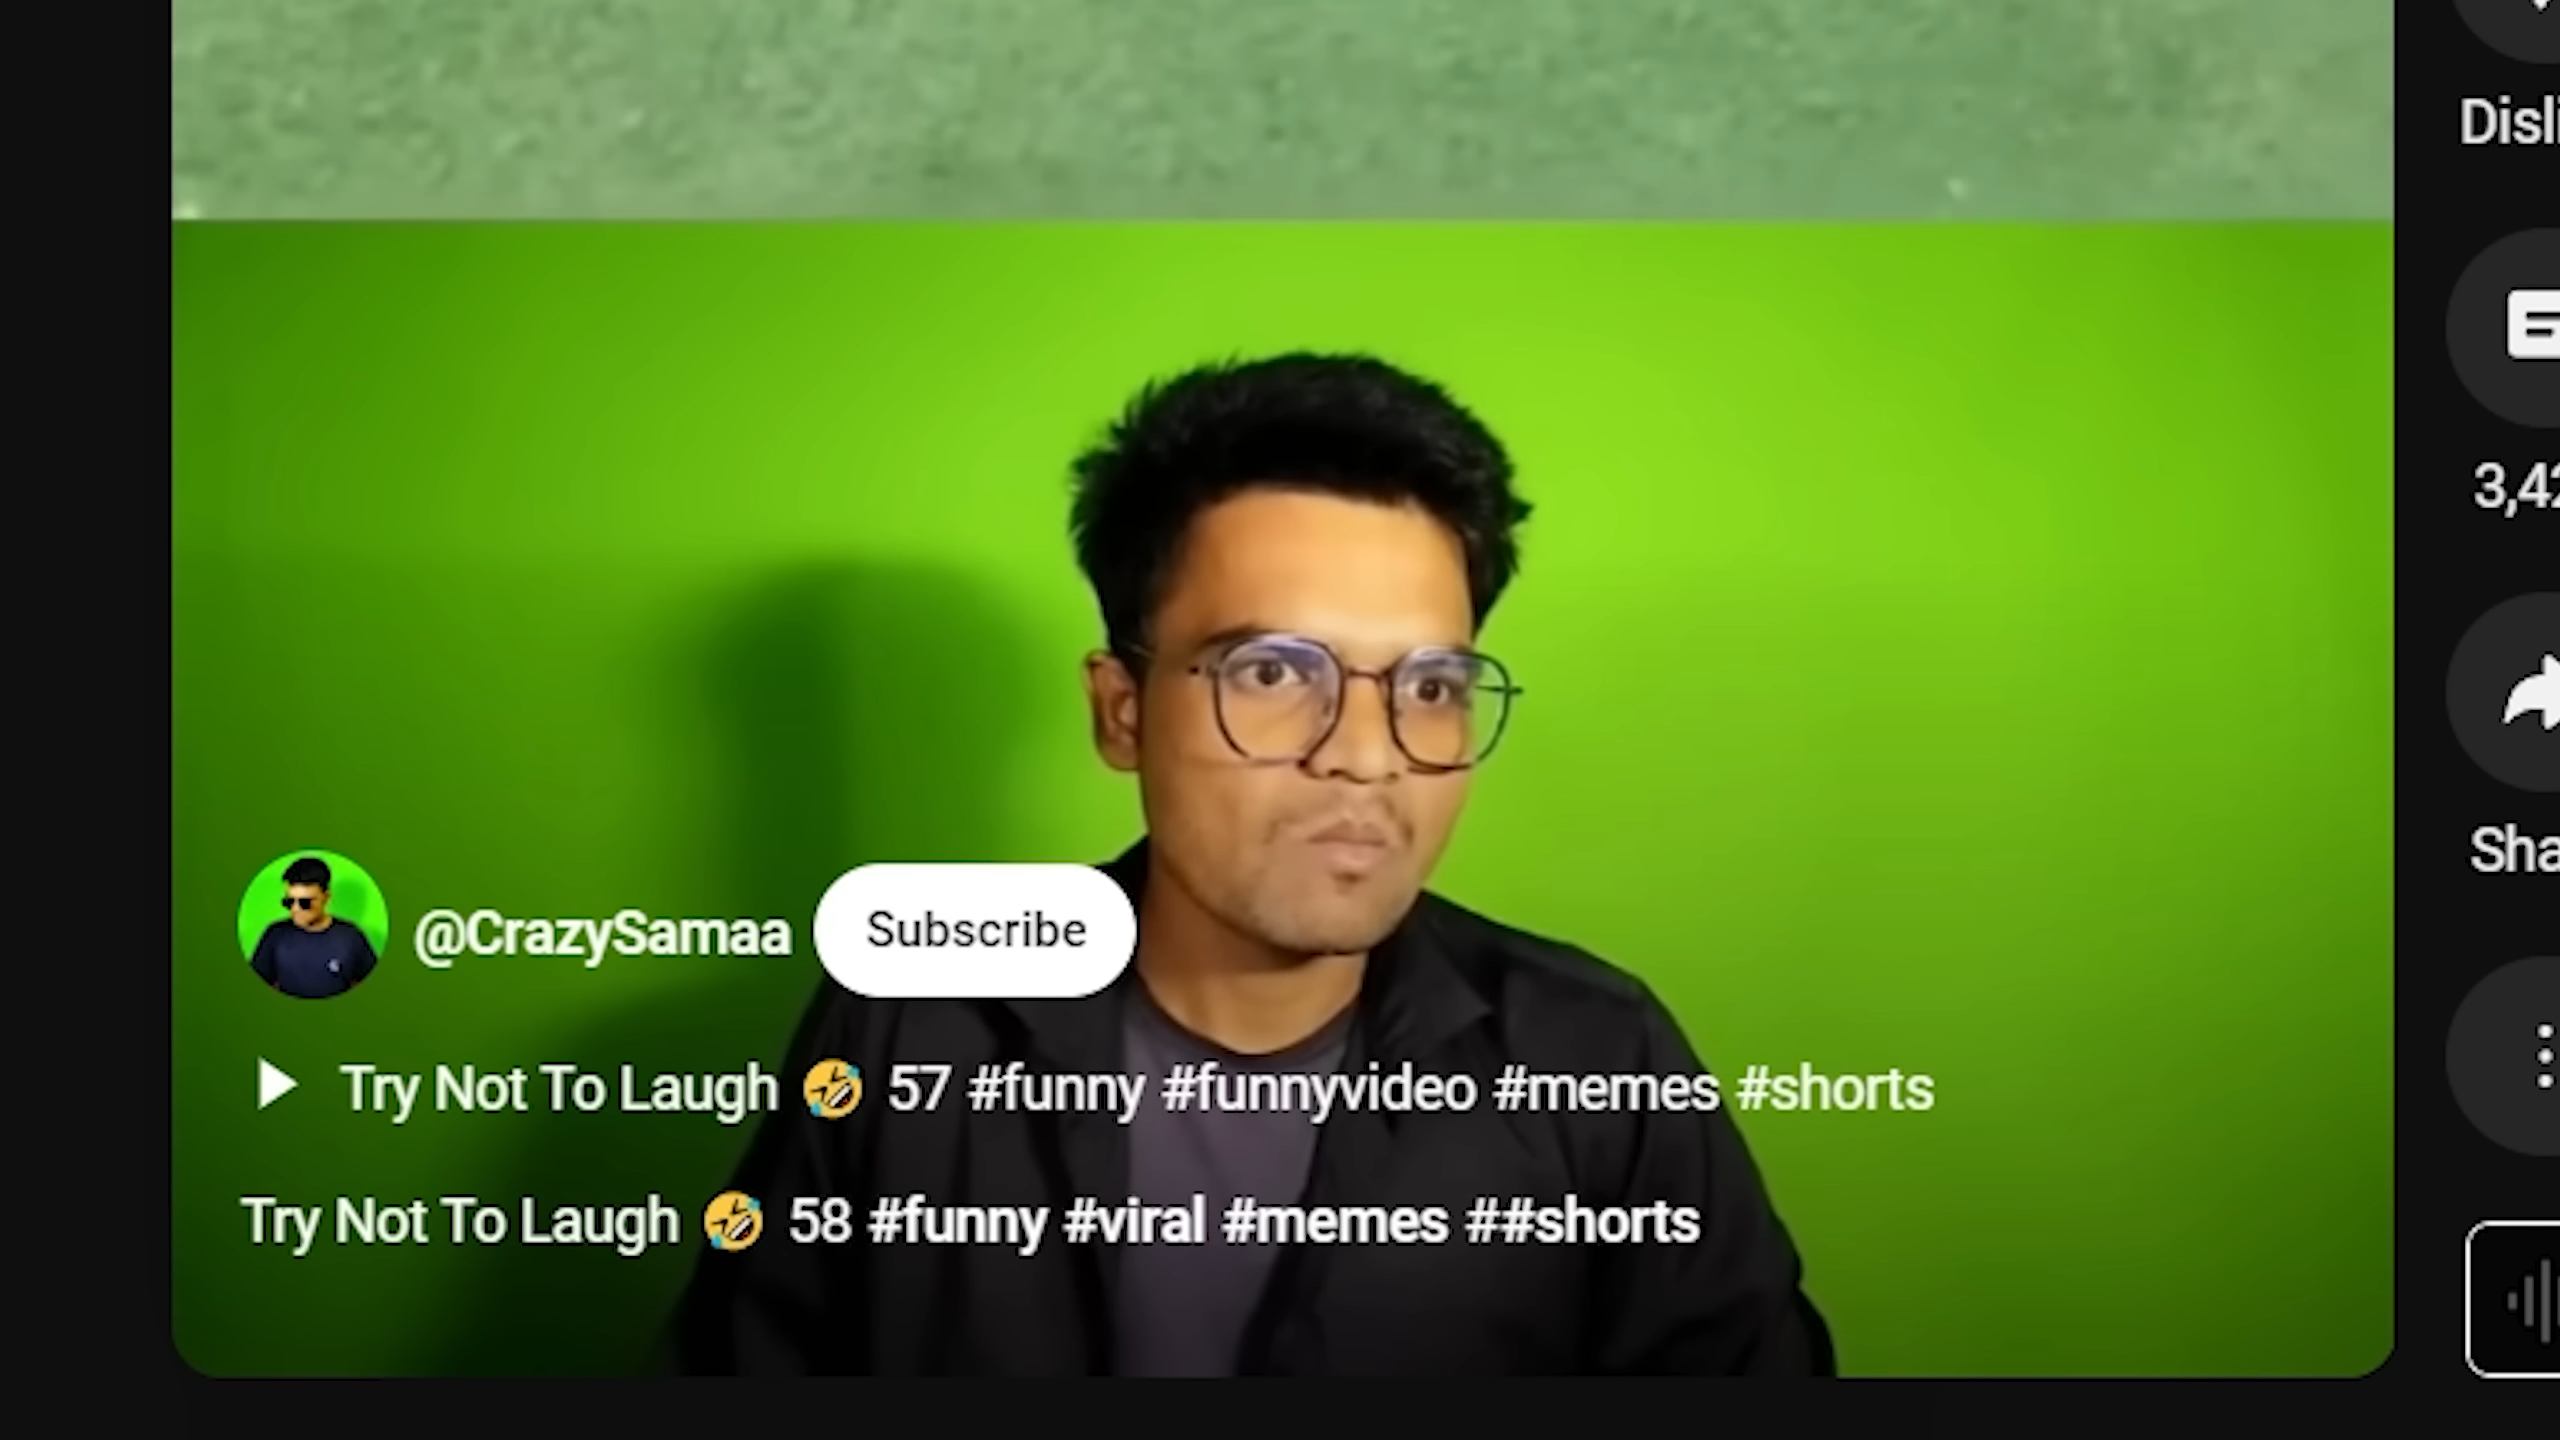 Disli
3,42
Sha
@CrazySamaa Subscribe
Try Not To Laugh 🤣 57 #funny #funnyvideo #memes #shorts
Try Not To Laugh 🤣 58 #funny #viral #memes ##shorts